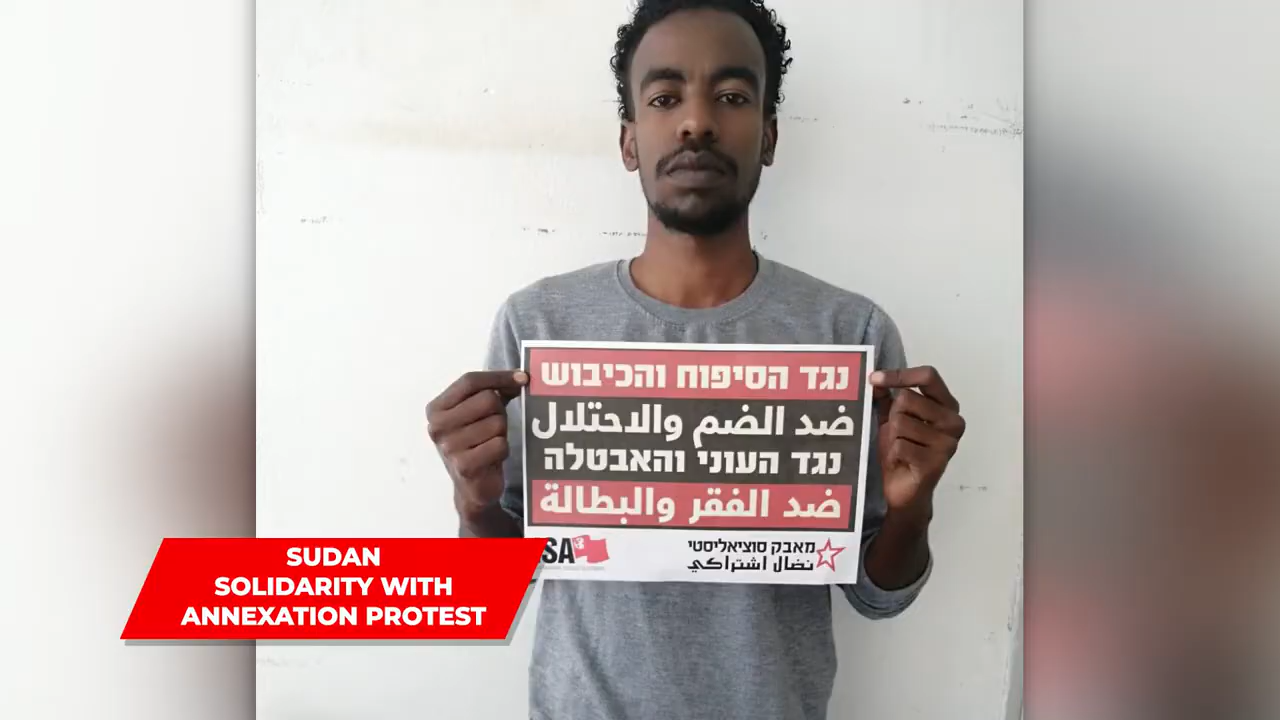 נגד הסיפוח והכיבוש
ضد الضم والاحتلال
נגד העוני והאבטלה
ضد الفقر والبطالة
מאבק סוציאליסטי
نضال اشتراكي
SUDAN
SOLIDARITY WITH
ANNEXATION PROTEST